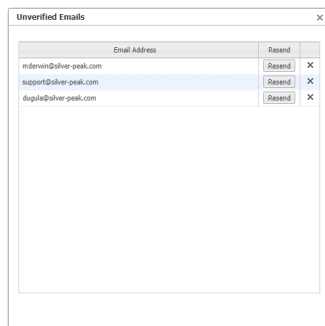 Unverified Emails
Email Address Resend
mderwin@silver-peak.com Resend
support@silver-peak.com Resend
dugula@silver-peak.com Resend